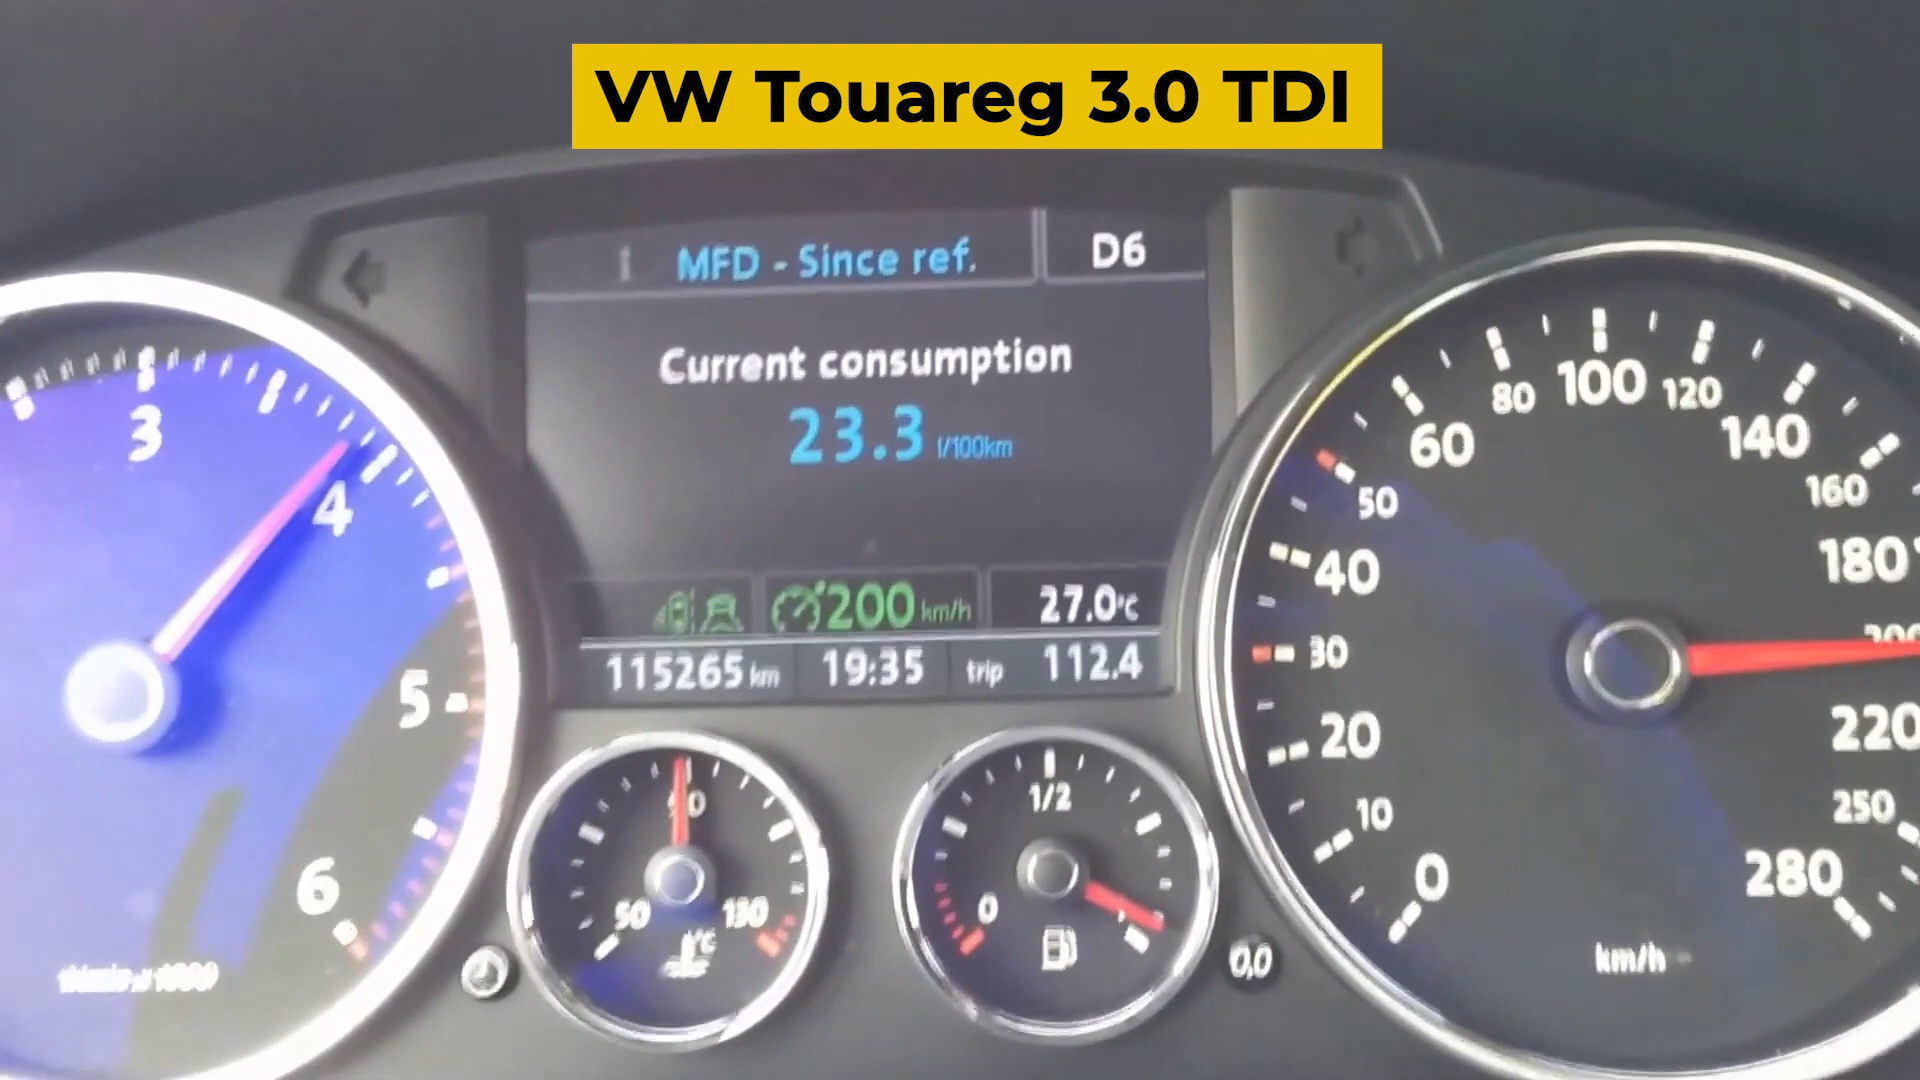 VW Touareg 3.0 TDI
MFD - Since ref. D6
Current consumption
23.3 l/100km
200 km/h 27.0°C
115265 km 19:35 trip 112.4
3
4
5
6
50 90 130
°C
0 1/2
0,0
0
10
20
30
40
50
60
80
100
120
140
160
180
200
220
250
280
km/h